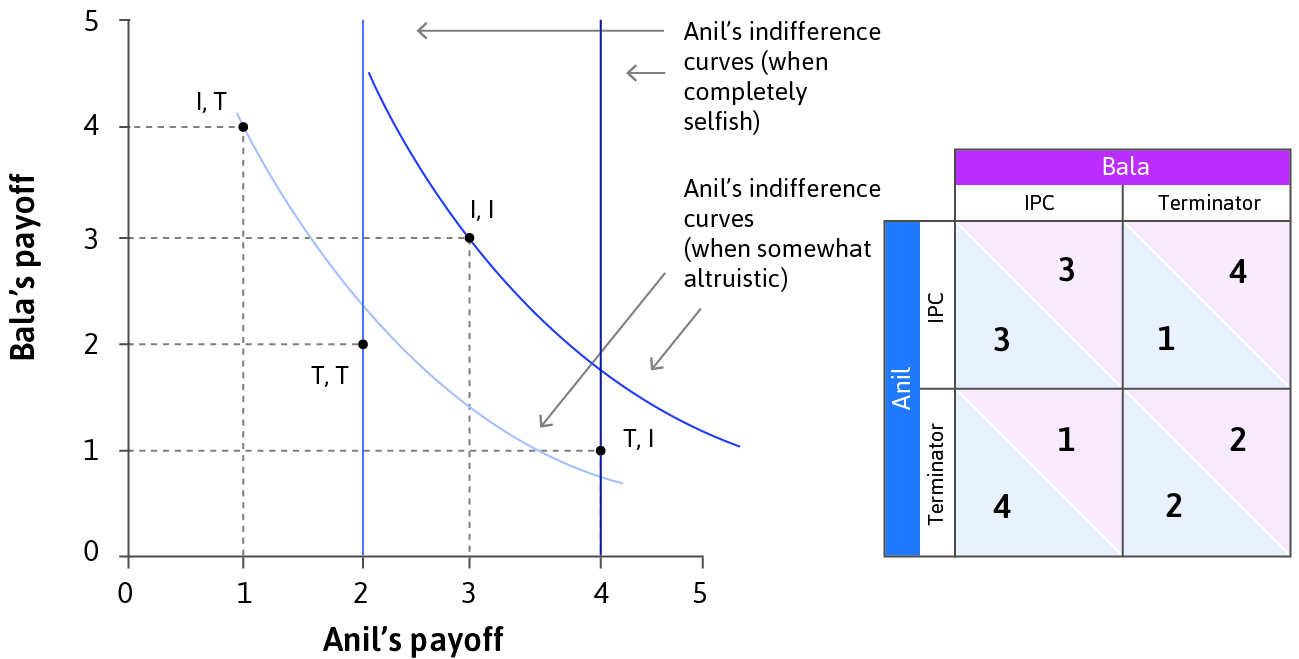 Bala's payoff
5
4
3
2
1
0
0
1
2
3
4
5
Anil's payoff
I, T
I, I
T, T
T, I
Anil's indifference
curves (when
completely
selfish)
Anil's indifference
curves
(when somewhat
altruistic)
Bala
IPC
Terminator
Anil
IPC
3
3
4
1
Terminator
1
4
2
2